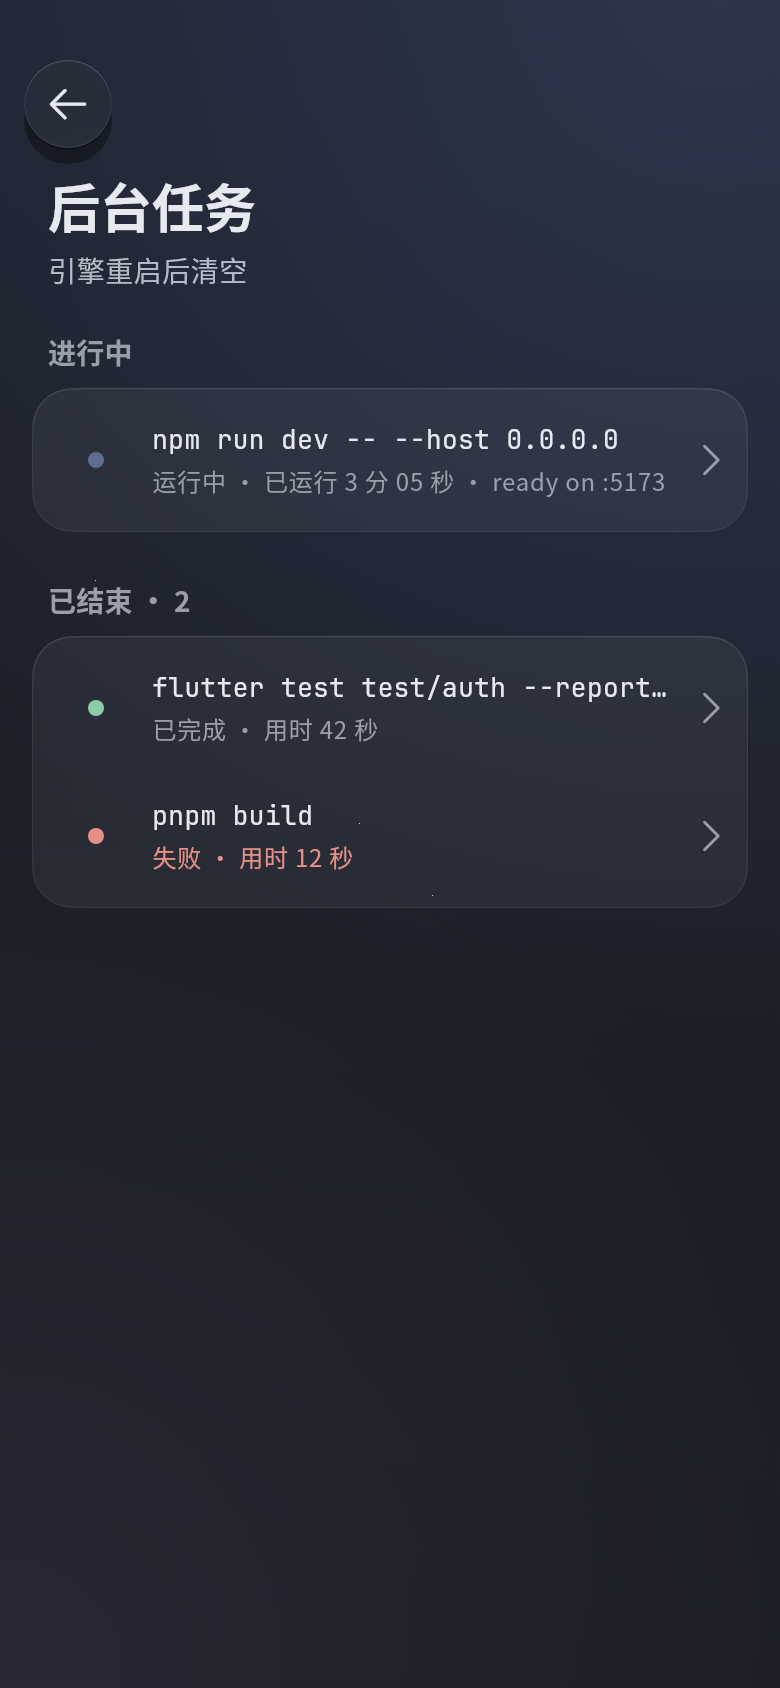 后台任务
引擎重启后清空
进行中
npm run dev -- --host 0.0.0.0
运行中 · 已运行 3 分 05 秒 · ready on :5173
已结束 · 2
flutter test test/auth --report…
已完成 · 用时 42 秒
pnpm build
失败 · 用时 12 秒